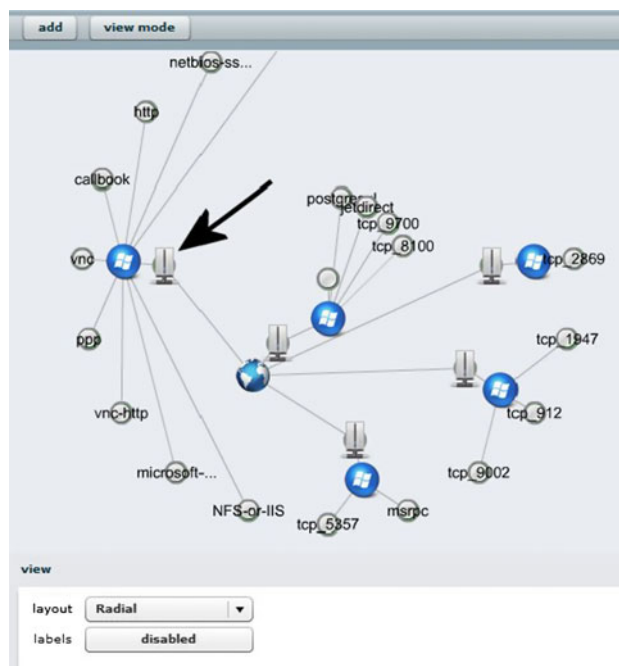 add view mode
netbios-ss...
http
callbook
vnc
ppp
vnc-http
microsoft-...
NFS-or-IIS
postgresql
jetdirect
tcp_9700
tcp_8100
tcp_2869
tcp_1947
tcp_912
tcp_9002
tcp_5357
msrpc
view
layout Radial
labels disabled